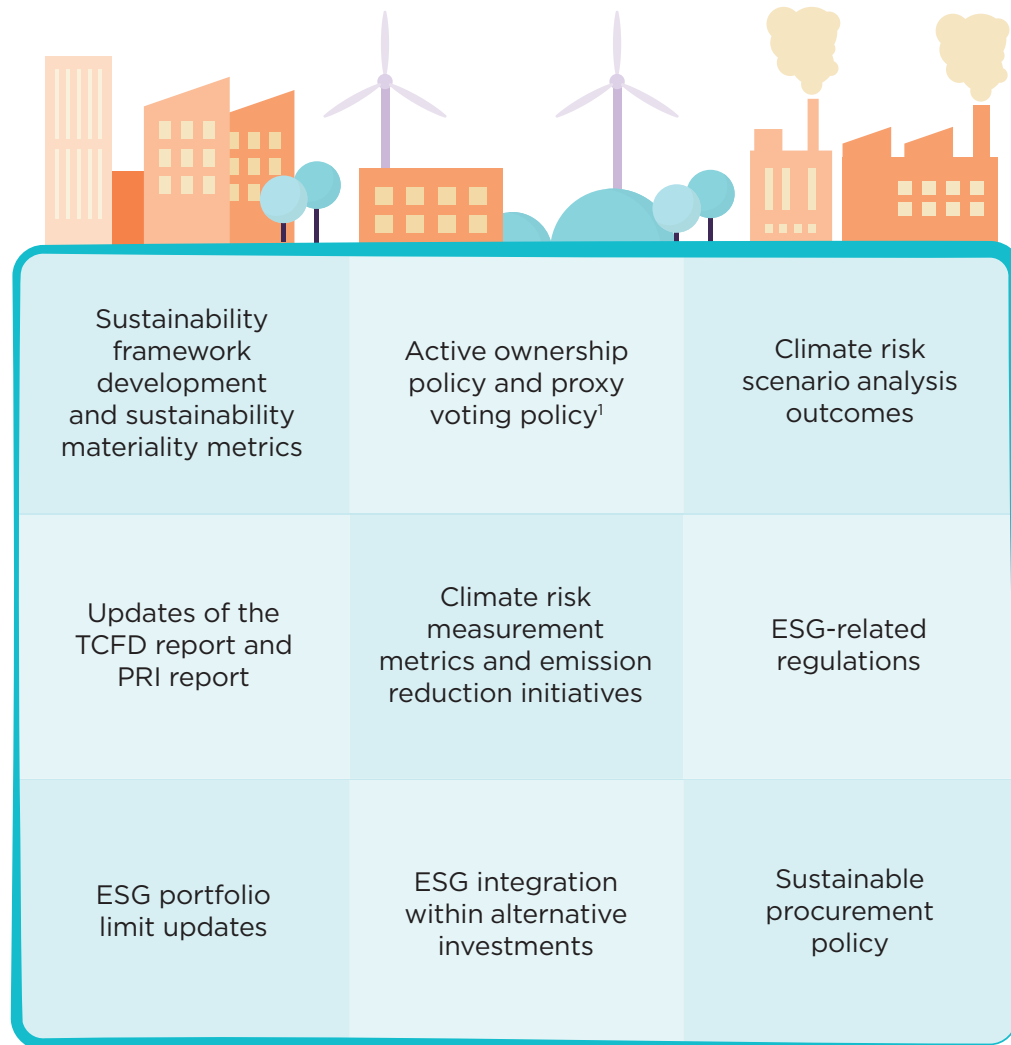 Sustainability
framework
development
and sustainability
materiality metrics
Active ownership
policy and proxy
voting policy¹
Climate risk
scenario analysis
outcomes
Updates of the
TCFD report and
PRI report
Climate risk
measurement
metrics and emission
reduction initiatives
ESG-related
regulations
ESG portfolio
limit updates
ESG integration
within alternative
investments
Sustainable
procurement
policy